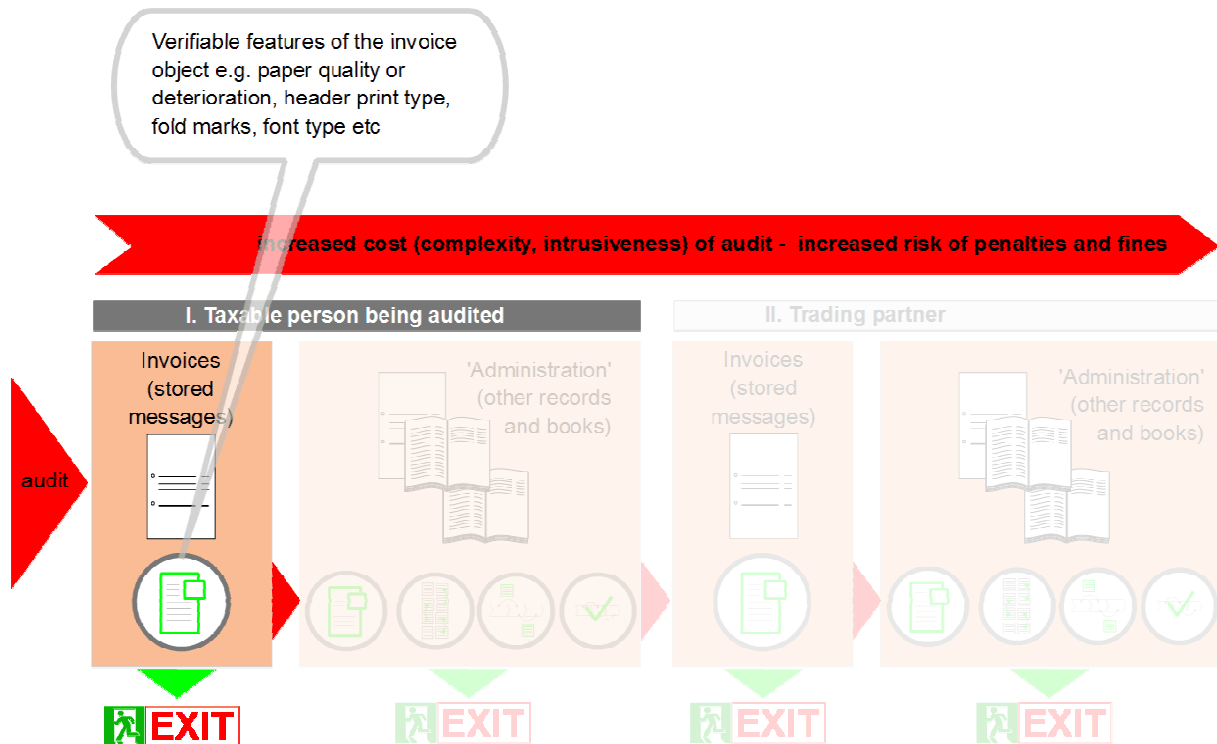 Verifiable features of the invoice
object e.g. paper quality or
deterioration, header print type,
fold marks, font type etc
increased cost (complexity, intrusiveness) of audit -  increased risk of penalties and fines
I. Taxable person being audited
II. Trading partner
audit
Invoices
(stored
messages)
'Administration'
(other records
and books)
Invoices
(stored
messages)
'Administration'
(other records
and books)
EXIT
EXIT
EXIT
EXIT